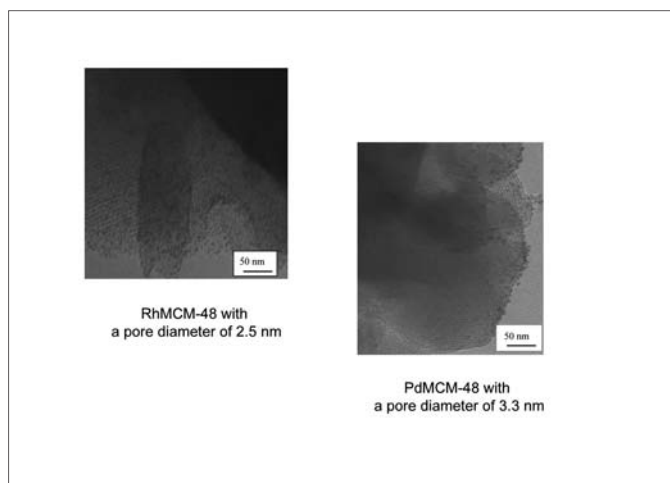 50 nm
RhMCM-48 with
a pore diameter of 2.5 nm
50 nm
PdMCM-48 with
a pore diameter of 3.3 nm